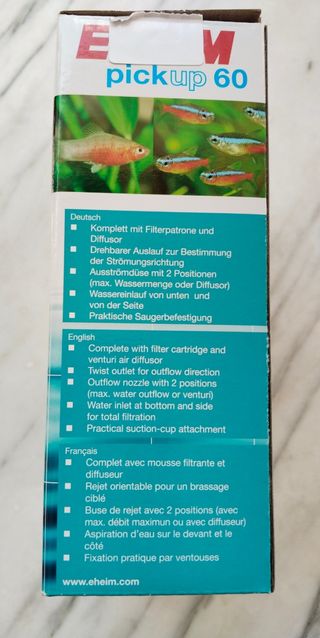 pickup 60
Deutsch
Komplett mit Filterpatrone und
Diffusor
Drehbarer Auslauf zur Bestimmung
der Strömungsrichtung
Ausströmdüse mit 2 Positionen
(max. Wassermenge oder Diffusor)
Wassereinlauf von unten und
von der Seite
Praktische Saugerbefestigung
English
Complete with filter cartridge and
venturi air diffusor
Twist outlet for outflow direction
Outflow nozzle with 2 positions
(max. water outflow or venturi)
Water inlet at bottom and side
for total filtration
Practical suction-cup attachment
Français
Complet avec mousse filtrante et
diffuseur
Rejet orientable pour un brassage
ciblé
Buse de rejet avec 2 positions (avec
max. débit maximun ou avec diffuseur)
Aspiration d'eau sur le devant et le
côté
Fixation pratique par ventouses
www.eheim.com